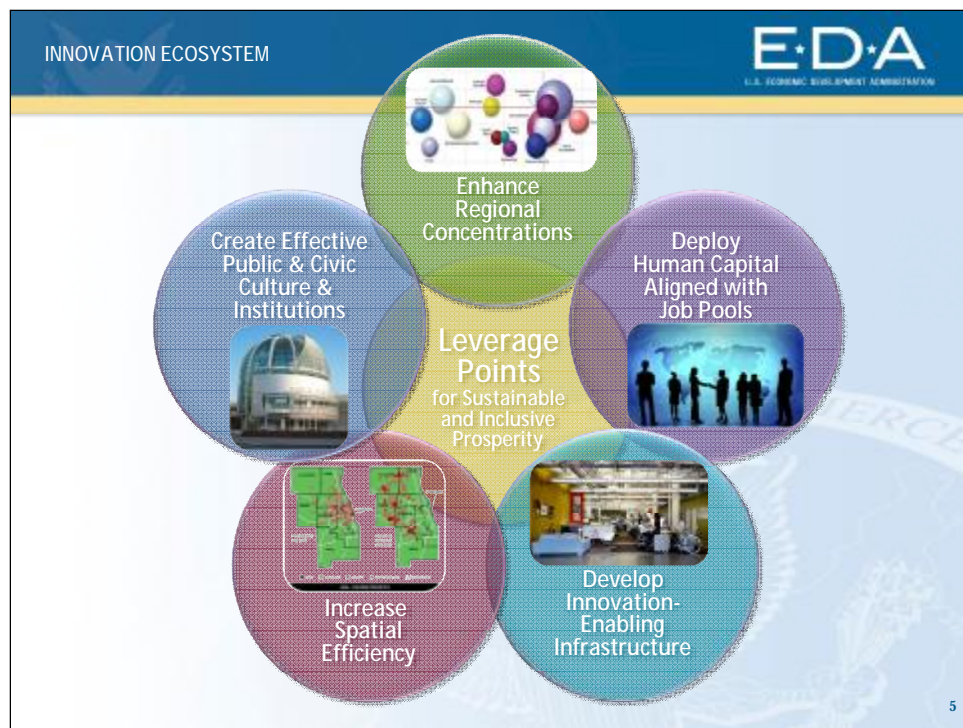 INNOVATION ECOSYSTEM
E★D★A
U.S. ECONOMIC DEVELOPMENT ADMINISTRATION
Enhance
Regional
Concentrations
Create Effective
Public & Civic
Culture &
Institutions
Deploy
Human Capital
Aligned with
Job Pools
Leverage
Points
for Sustainable
and Inclusive
Prosperity
Increase
Spatial
Efficiency
Develop
Innovation-
Enabling
Infrastructure
MERCE
5